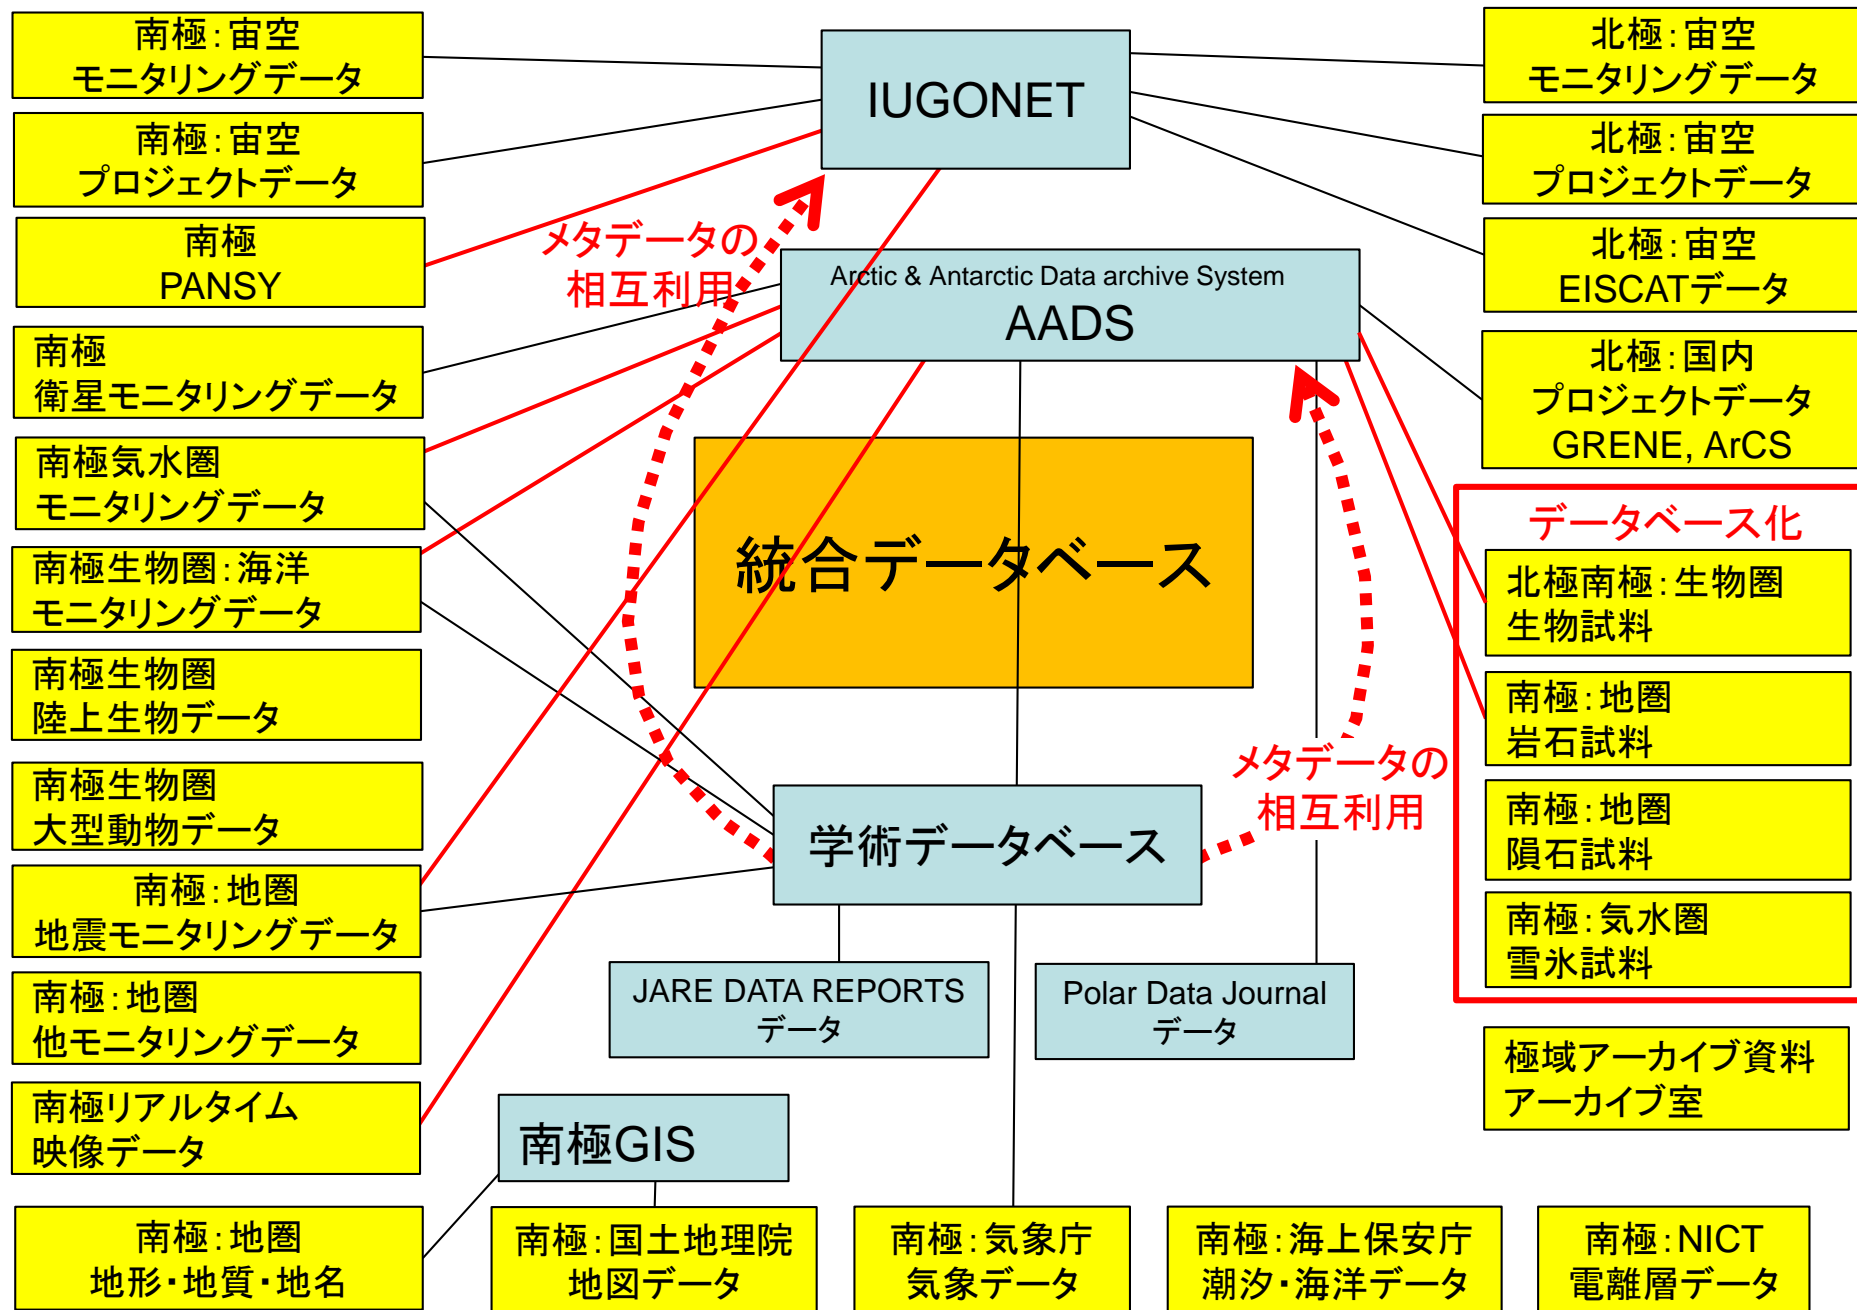 南極：宙空
モニタリングデータ
南極：宙空
プロジェクトデータ
南極
PANSY
南極
衛星モニタリングデータ
南極気水圏
モニタリングデータ
南極生物圏：海洋
モニタリングデータ
南極生物圏
陸上生物データ
南極生物圏
大型動物データ
南極：地圏
地震モニタリングデータ
南極：地圏
他モニタリングデータ
南極リアルタイム
映像データ
南極：地圏
地形・地質・地名
IUGONET
メタデータの
相互利用
Arctic & Antarctic Data archive System
AADS
統合データベース
メタデータの
相互利用
学術データベース
JARE DATA REPORTS
データ
Polar Data Journal
データ
南極GIS
南極：国土地理院
地図データ
南極：気象庁
気象データ
南極：海上保安庁
潮汐・海洋データ
南極：NICT
電離層データ
北極：宙空
モニタリングデータ
北極：宙空
プロジェクトデータ
北極：宙空
EISCATデータ
北極：国内
プロジェクトデータ
GRENE, ArCS
データベース化
北極南極：生物圏
生物試料
南極：地圏
岩石試料
南極：地圏
隕石試料
南極：気水圏
雪氷試料
極域アーカイブ資料
アーカイブ室